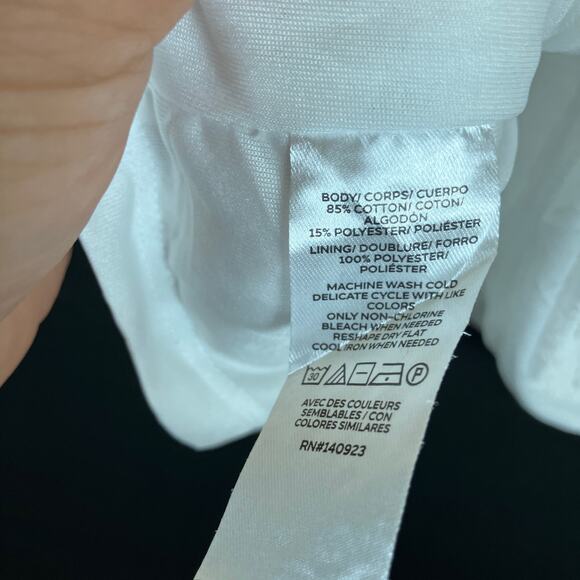 BODY/ CORPS/ CUERPO
85% COTTON/ COTON/
ALGODÓN
15% POLYESTER/ POLIÉSTER
LINING/ DOUBLURE/ FORRO
100% POLYESTER/
POLIÉSTER
MACHINE WASH COLD
DELICATE CYCLE WITH LIKE
COLORS
ONLY NON-CHLORINE
BLEACH WHEN NEEDED
RESHAPE DRY FLAT
COOL IRON WHEN NEEDED
30 P
AVEC DES COULEURS
SEMBLABLES / CON
COLORES SIMILARES
RN#140923